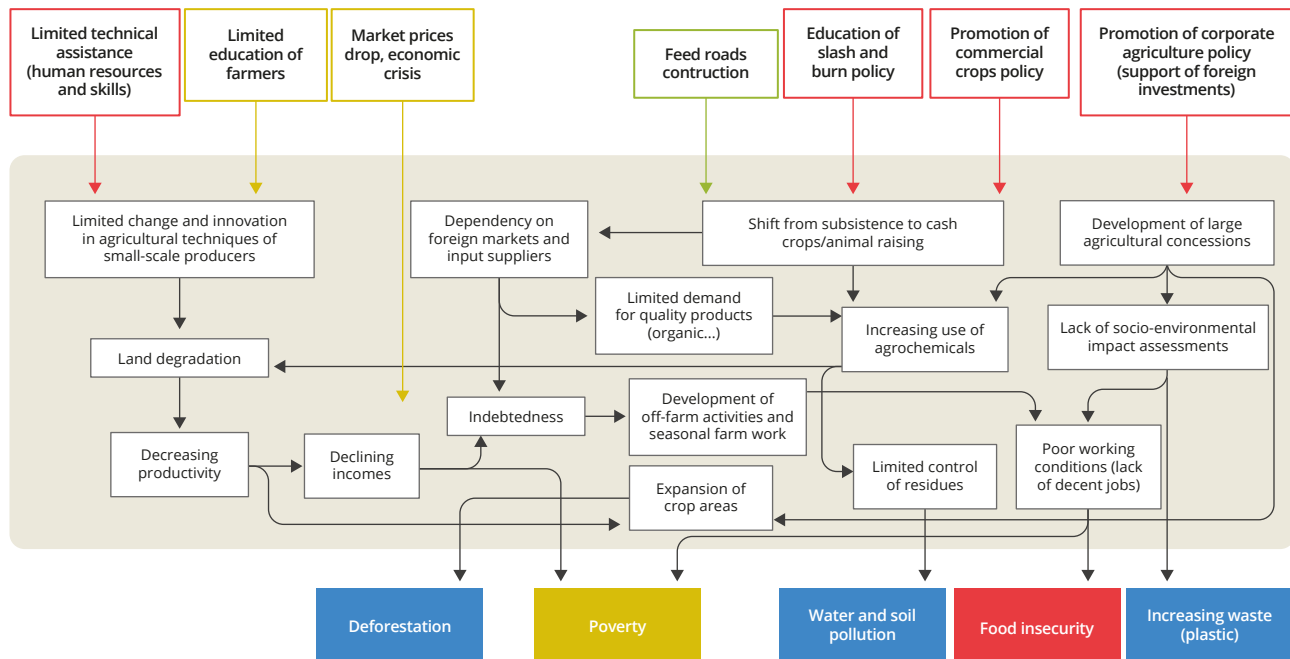 Limited technical
assistance
(human resources
and skills)
Limited
education of
farmers
Market prices
drop, economic
crisis
Feed roads
contruction
Education of
slash and
burn policy
Promotion of
commercial
crops policy
Promotion of corporate
agriculture policy
(support of foreign
investments)
Limited change and innovation
in agricultural techniques of
small-scale producers
Dependency on
foreign markets and
input suppliers
Shift from subsistence to cash
crops/animal raising
Development of large
agricultural concessions
Limited demand
for quality products
(organic...)
Increasing use of
agrochemicals
Lack of socio-environmental
impact assessments
Land degradation
Indebtedness
Development of
off-farm activities and
seasonal farm work
Decreasing
productivity
Declining
incomes
Expansion of
crop areas
Limited control
of residues
Poor working
conditions (lack
of decent jobs)
Deforestation
Poverty
Water and soil
pollution
Food insecurity
Increasing waste
(plastic)